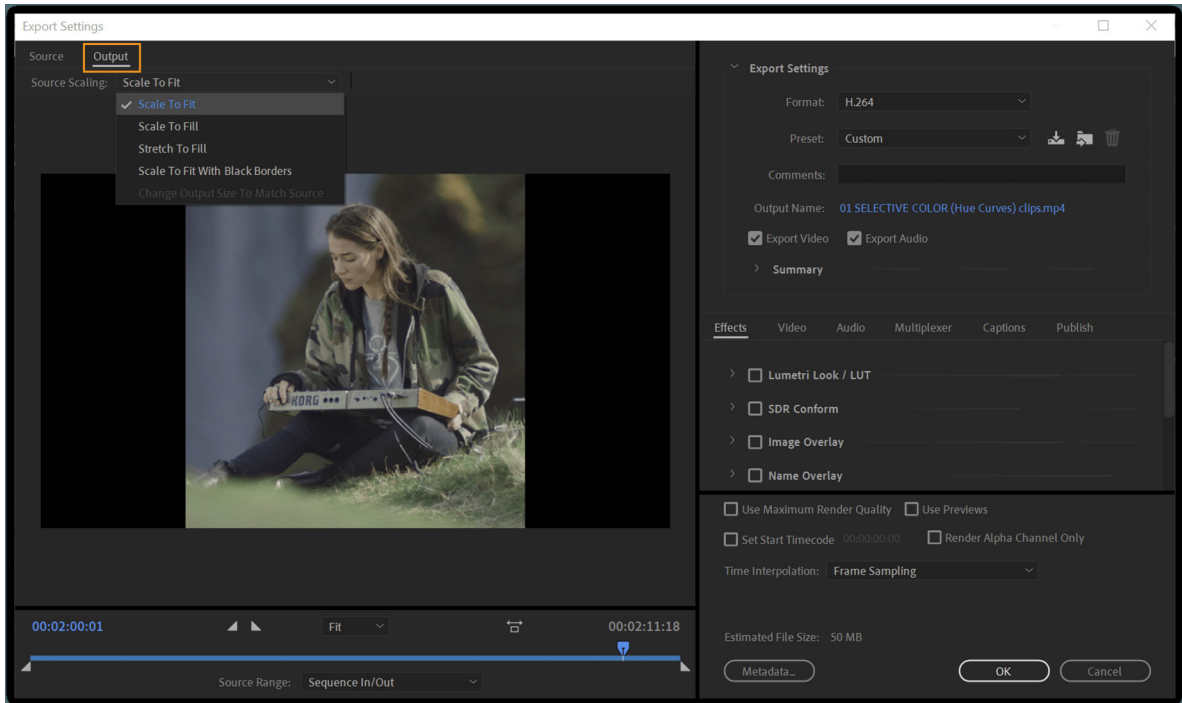 Export Settings
Source Output
Source Scaling: Scale To Fit
Scale To Fit
Scale To Fill
Stretch To Fill
Scale To Fit With Black Borders
Change Output Size To Match Source
KORG
00:02:00:01 Fit 00:02:11:18
Source Range: Sequence In/Out
Export Settings
Format: H.264
Preset: Custom
Comments:
Output Name: 01 SELECTIVE COLOR (Hue Curves) clips.mp4
Export Video Export Audio
Summary
Effects Video Audio Multiplexer Captions Publish
Lumetri Look / LUT
SDR Conform
Image Overlay
Name Overlay
Use Maximum Render Quality Use Previews
Set Start Timecode 00:00:00:00 Render Alpha Channel Only
Time Interpolation: Frame Sampling
Estimated File Size: 50 MB
Metadata... OK Cancel